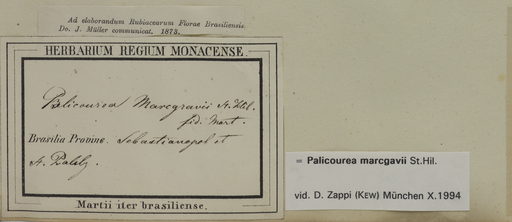 Ad elaborandum Rubiacearum Florae Brasiliensis.
Do. J. Müller communicat. 1873.
HERBARIUM REGIUM MONACENSE.
Palicourea Marcgravii St. Hil.
fid. Mart.
Brasilia Provinc. Sebastianopol et
St. Paul
Martii iter brasiliense.
= Palicourea marcgavii St.Hil.
vid. D. Zappi (KEW) München X.1994